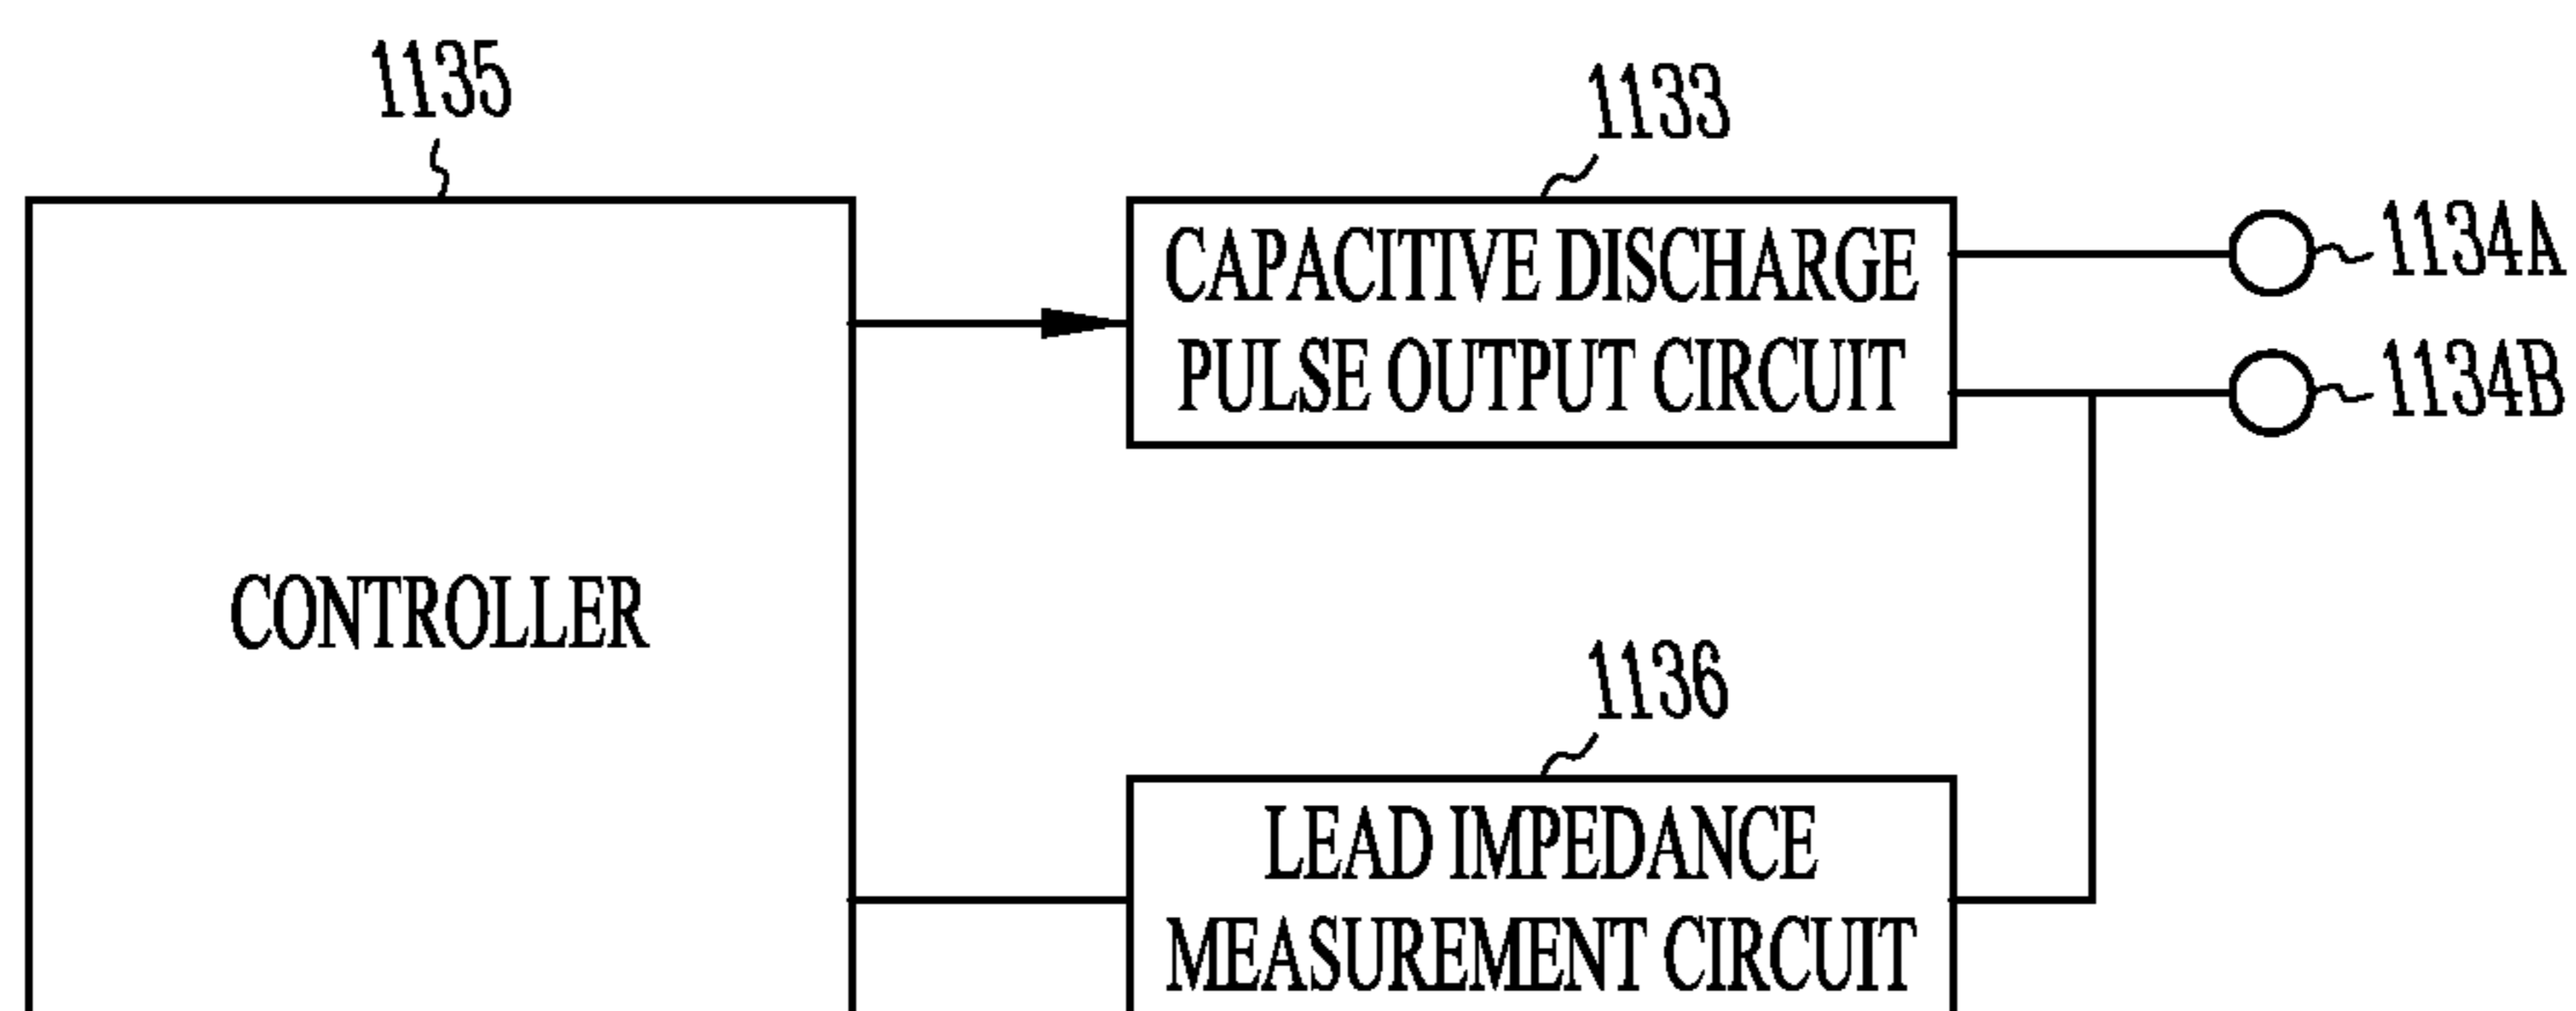 1135
1133
CAPACITIVE DISCHARGE
PULSE OUTPUT CIRCUIT
1134A
1134B
CONTROLLER
1136
LEAD IMPEDANCE
MEASUREMENT CIRCUIT